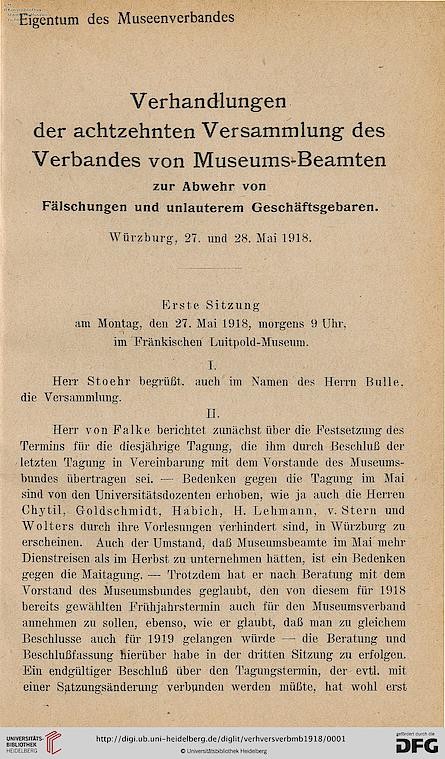 Eigentum des Museenverbandes
Verhandlungen
der achtzehnten Versammlung des
Verbandes von Museums-Beamten
zur Abwehr von
Fälschungen und unlauterem Geschäftsgebaren.
Würzburg, 27. und 28. Mai 1918.
Erste Sitzung
am Montag, den 27. Mai 1918, morgens 9 Uhr,
im Fränkischen Luitpold-Museum.
I.
Herr Stoehr begrüßt, auch im Namen des Herrn Bulle,
die Versammlung.
II.
Herr von Falke berichtet zunächst über die Festsetzung des
Termins für die diesjährige Tagung, die ihm durch Beschluß der
letzten Tagung in Vereinbarung mit dem Vorstande des Museums-
bundes übertragen sei. — Bedenken gegen die Tagung im Mai
sind von den Universitätsdozenten erhoben, wie ja auch die Herren
Chytil, Goldschmidt, Habich, H. Lehmann, v. Stern und
Wolters durch ihre Vorlesungen verhindert sind, in Würzburg zu
erscheinen. Auch der Umstand, daß Museumsbeamte im Mai mehr
Dienstreisen als im Herbst zu unternehmen hätten, ist ein Bedenken
gegen die Maitagung. — Trotzdem hat er nach Beratung mit dem
Vorstand des Museumsbundes geglaubt, den von diesem für 1918
bereits gewählten Frühjahrstermin auch für den Museumsverband
annehmen zu sollen, ebenso, wie er glaubt, daß man zu gleichem
Beschlusse auch für 1919 gelangen würde — die Beratung und
Beschlußfassung hierüber habe in der dritten Sitzung zu erfolgen.
Ein endgültiger Beschluß über den Tagungstermin, der evtl. mit
einer Satzungsänderung verbunden werden müßte, hat wohl erst
UNIVERSITÄTS-
BIBLIOTHEK
HEIDELBERG
http://digi.ub.uni-heidelberg.de/diglit/verhversverbmb1918/0001
© Universitätsbibliothek Heidelberg
gefördert durch die
DFG